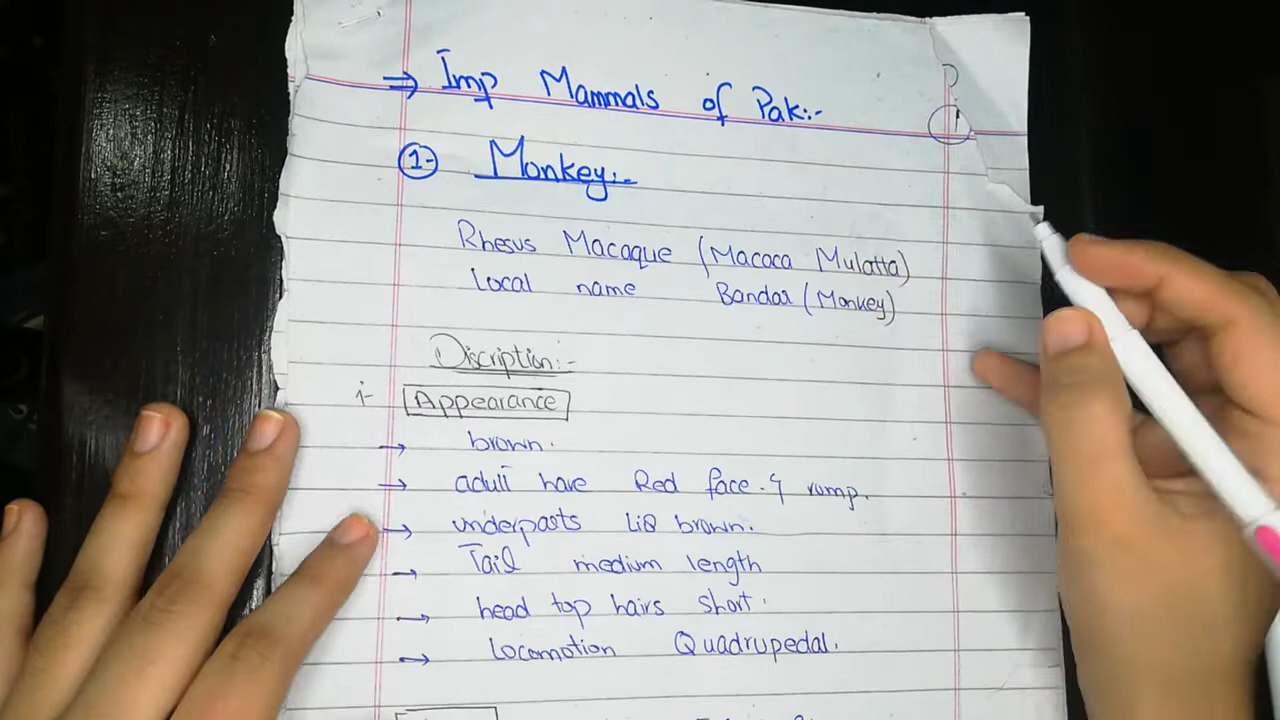 ⇒ Imp Mammals of Pak:-
1- Monkey:-
Rhesus Macaque (Macaca Mulatta)
Local name Bandar (Monkey)
Discription:-
i- Appearance
→ brown.
→ adult have Red face. & rump.
→ underparts brown.
→ Tail medium length
→ head top hairs short.
→ Locomotion Quadrupedal.